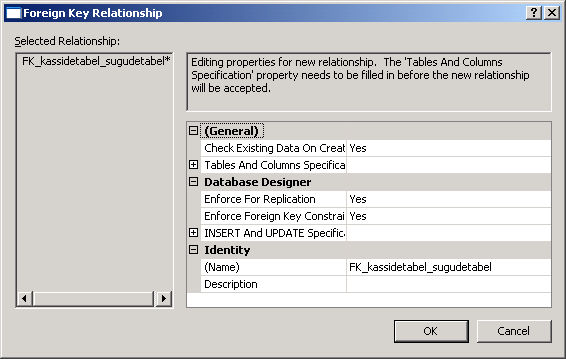 Foreign Key Relationship
Selected Relationship:
FK_kassidetabel_sugudetabel*
Editing properties for new relationship.  The 'Tables And Columns
Specification' property needs to be filled in before the new relationship
will be accepted.
(General)
Check Existing Data On Creat Yes
Tables And Columns Specifica
Database Designer
Enforce For Replication Yes
Enforce Foreign Key Constrai Yes
INSERT And UPDATE Specific
Identity
(Name) FK_kassidetabel_sugudetabel
Description
OK Cancel